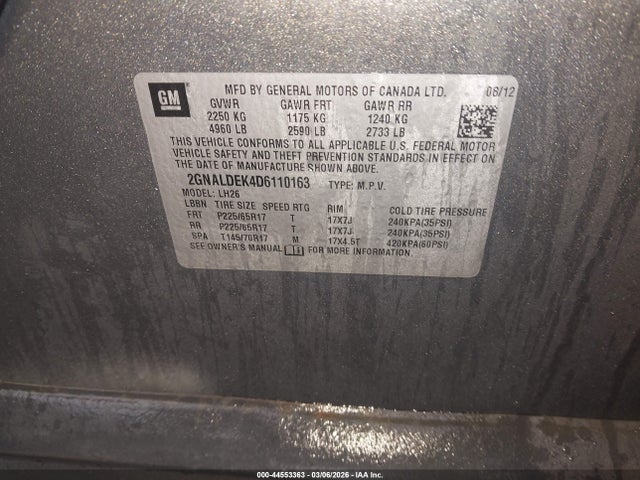 GM
MFD BY GENERAL MOTORS OF CANADA LTD. 08/12
GVWR GAWR FRT GAWR RR
2250 KG 1175 KG 1240 KG
4960 LB 2590 LB 2733 LB
THIS VEHICLE CONFORMS TO ALL APPLICABLE U.S. FEDERAL MOTOR
VEHICLE SAFETY AND THEFT PREVENTION STANDARDS IN EFFECT ON
THE DATE OF MANUFACTURE SHOWN ABOVE.
2GNALDEK4D6110163 TYPE: M.P.V.
MODEL: LH26
LBBN TIRE SIZE SPEED RTG RIM COLD TIRE PRESSURE
FRT P225/65R17 T 17X7J 240KPA(35PSI)
RR P225/65R17 T 17X7J 240KPA(35PSI)
SPA T145/70R17 M 17X4.5T 420KPA(60PSI)
SEE OWNER'S MANUAL FOR MORE INFORMATION.
000-44553363 | 03/06/2026 - IAA Inc.